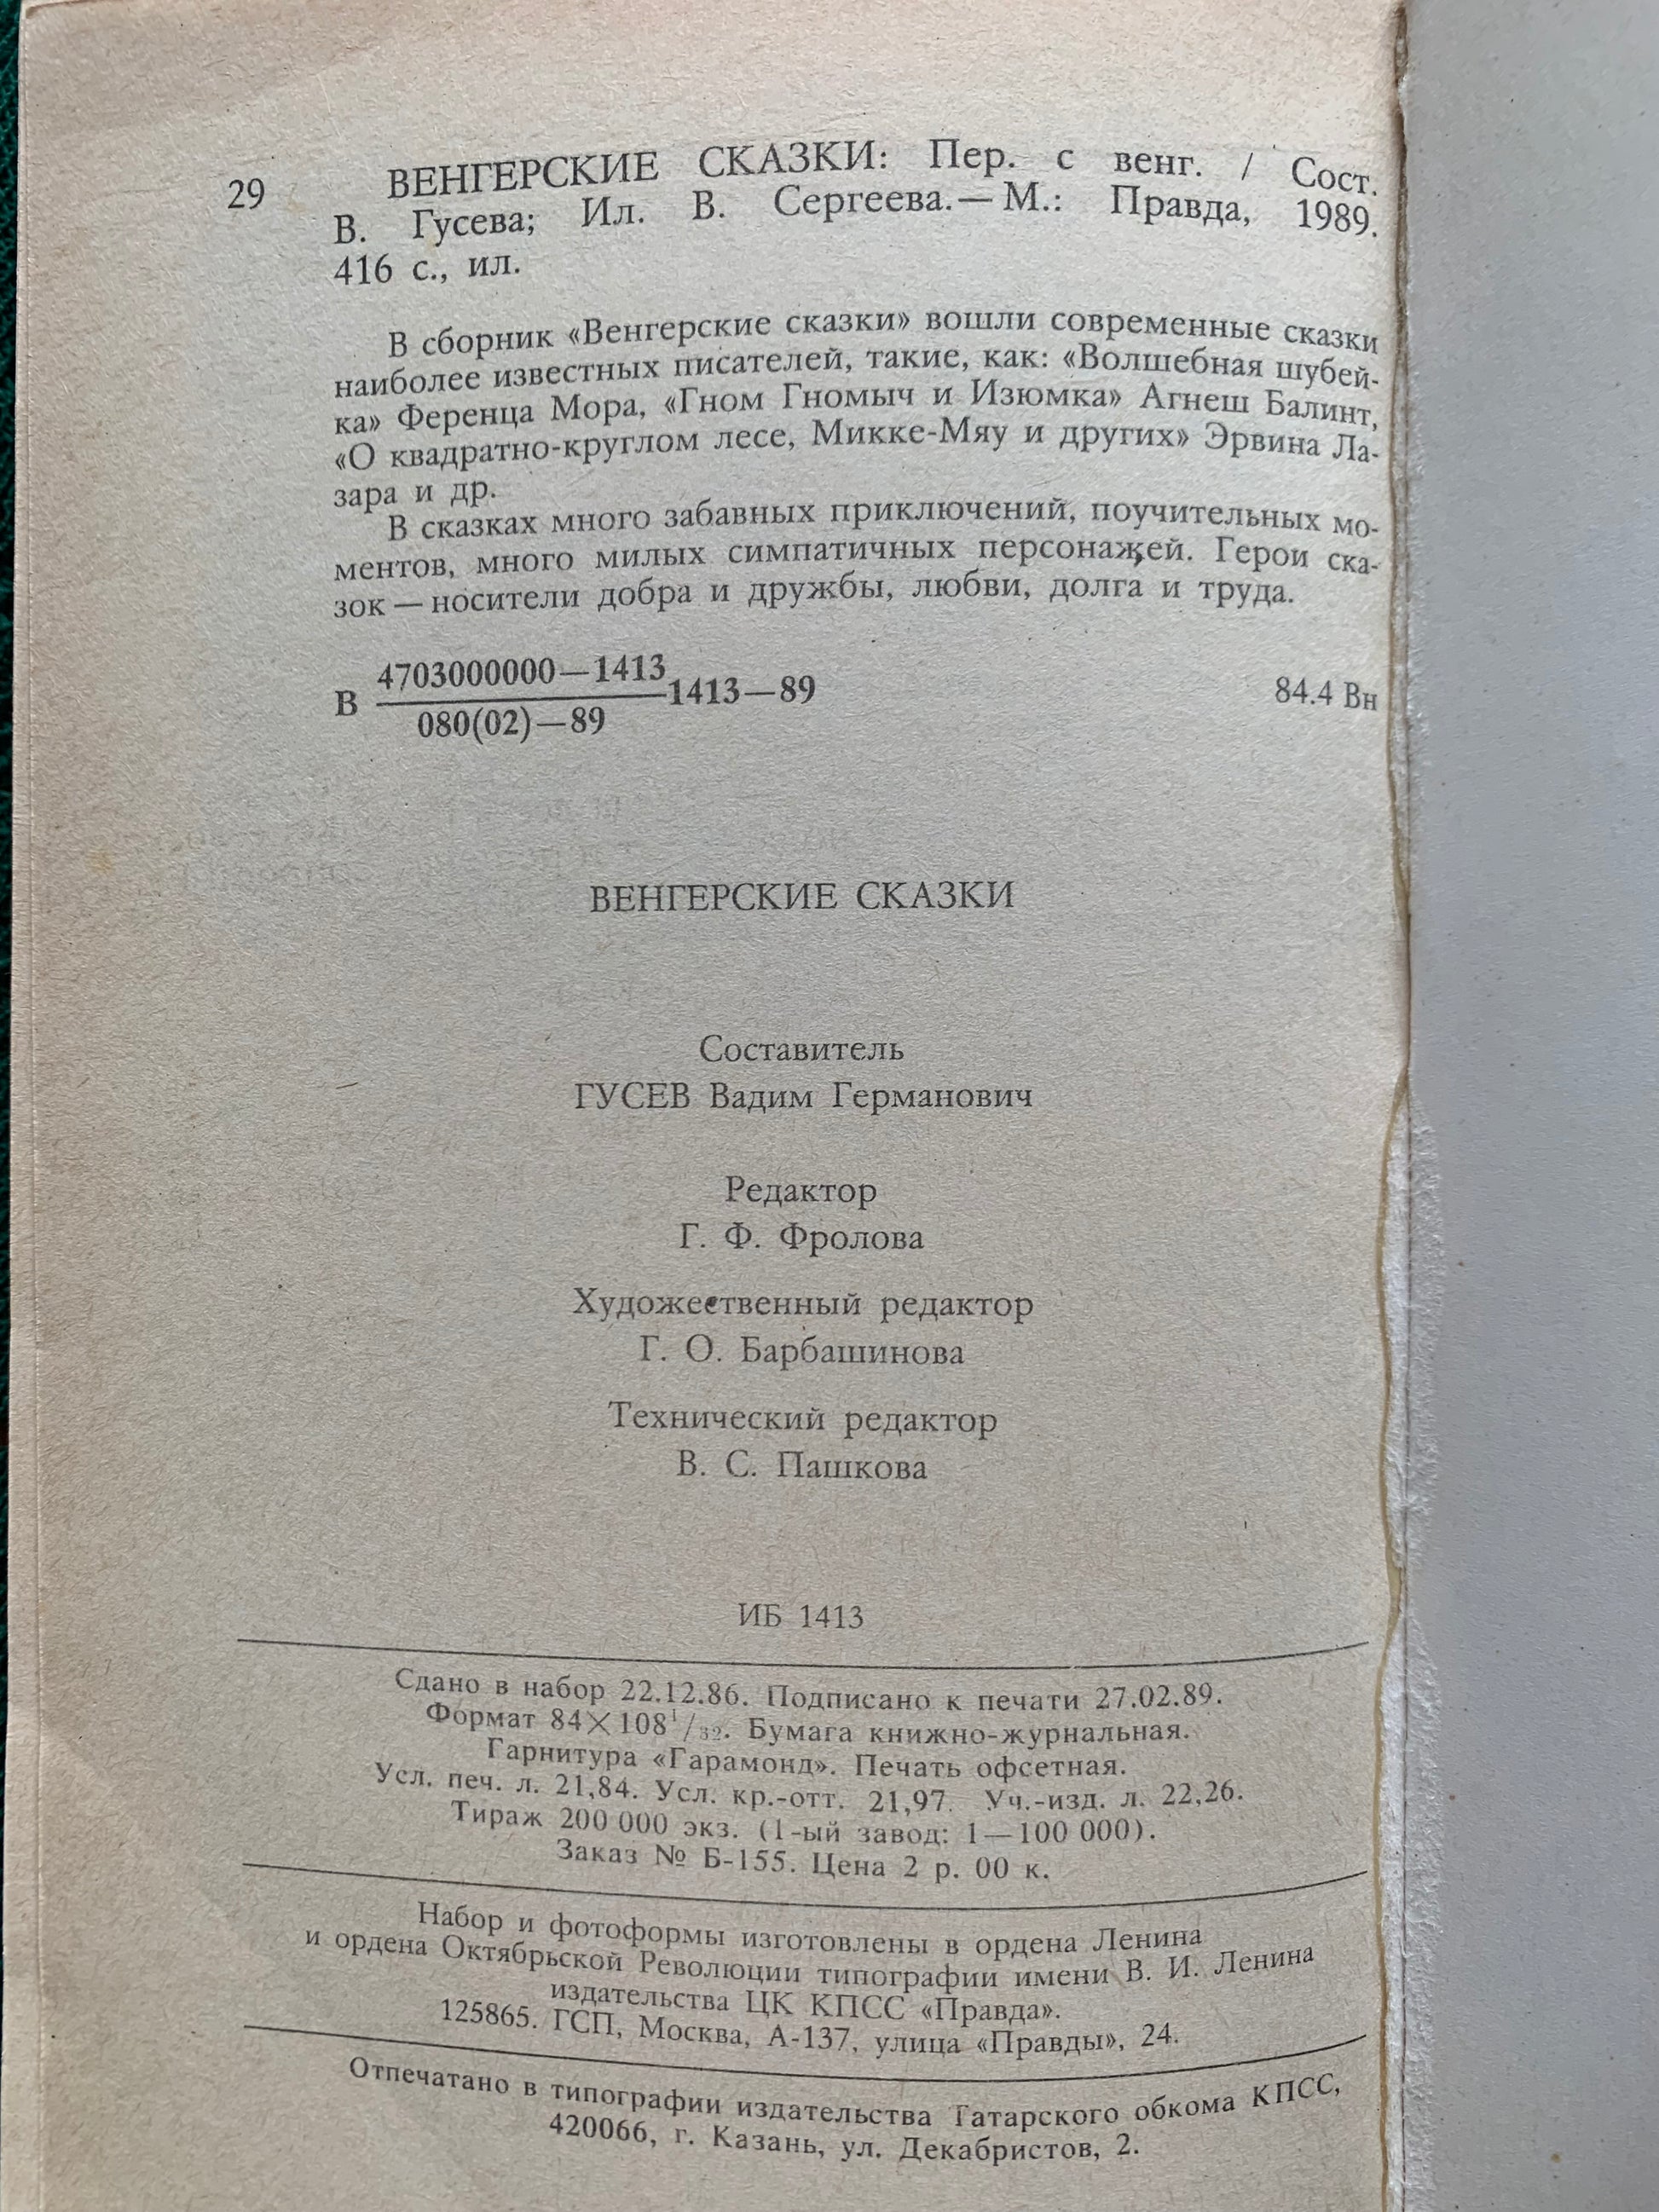 29 ВЕНГЕРСКИЕ СКАЗКИ: Пер. с венг. / Сост.
В. Гусева; Ил. В. Сергеева.— М.: Правда, 1989.
416 с., ил.
В сборник «Венгерские сказки» вошли современные сказки
наиболее известных писателей, такие, как: «Волшебная шубей-
ка» Ференца Мора, «Гном Гномыч и Изюмка» Агнеш Балинт,
«О квадратно-круглом лесе, Микке-Мяу и других» Эрвина Ла-
зара и др.
В сказках много забавных приключений, поучительных мо-
ментов, много милых симпатичных персонажей. Герои ска-
зок — носители добра и дружбы, любви, долга и труда.
4703000000—1413
В 1413—89 84.4 Вн
080(02)—89
ВЕНГЕРСКИЕ СКАЗКИ
Составитель
ГУСЕВ Вадим Германович
Редактор
Г. Ф. Фролова
Художественный редактор
Г. О. Барбашинова
Технический редактор
В. С. Пашкова
ИБ 1413
Сдано в набор 22.12.86. Подписано к печати 27.02.89.
Формат 84×108¹/₃₂. Бумага книжно-журнальная.
Гарнитура «Гарамонд». Печать офсетная.
Усл. печ. л. 21,84. Усл. кр.-отт. 21,97. Уч.-изд. л. 22,26.
Тираж 200 000 экз. (1-ый завод: 1—100 000).
Заказ № Б-155. Цена 2 р. 00 к.
Набор и фотоформы изготовлены в ордена Ленина
и ордена Октябрьской Революции типографии имени В. И. Ленина
издательства ЦК КПСС «Правда».
125865. ГСП, Москва, А-137, улица «Правды», 24.
Отпечатано в типографии издательства Татарского обкома КПСС,
420066, г. Казань, ул. Декабристов, 2.